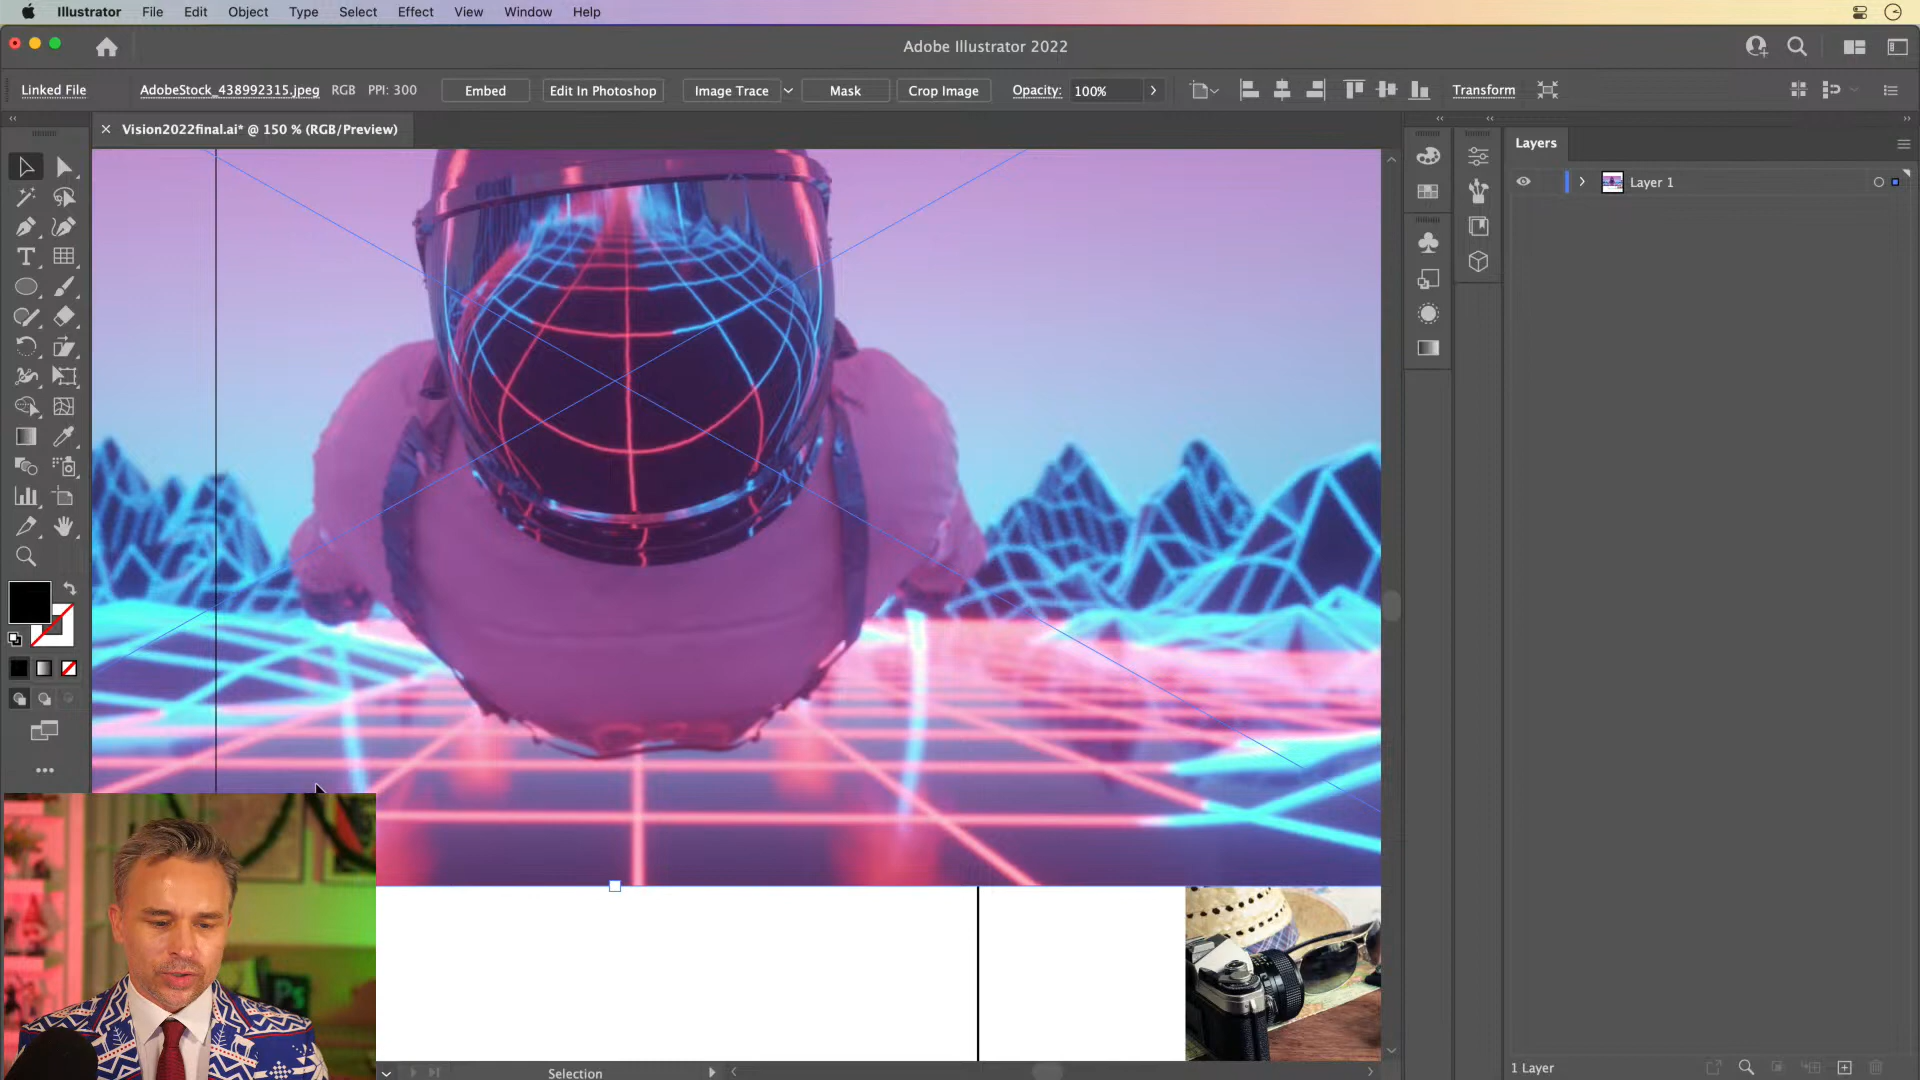 Illustrator File Edit Object Type Select Effect View Window Help
Adobe Illustrator 2022
Linked File AdobeStock_438992315.jpeg RGB PPI: 300 Embed Edit In Photoshop Image Trace Mask Crop Image Opacity: 100% Transform
Vision2022final.ai* @ 150 % (RGB/Preview)
Layers
Layer 1
Ps
Selection
1 Layer